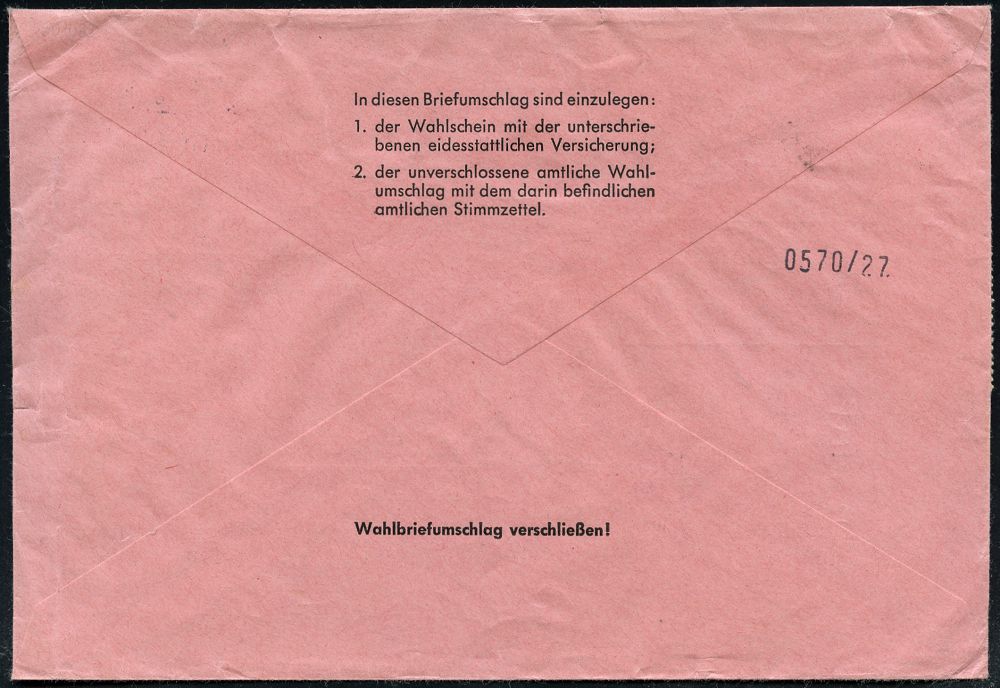 In diesen Briefumschlag sind einzulegen:
1. der Wahlschein mit der unterschrie-
benen eidesstattlichen Versicherung;
2. der unverschlossene amtliche Wahl-
umschlag mit dem darin befindlichen
amtlichen Stimmzettel.
0570/27
Wahlbriefumschlag verschließen!